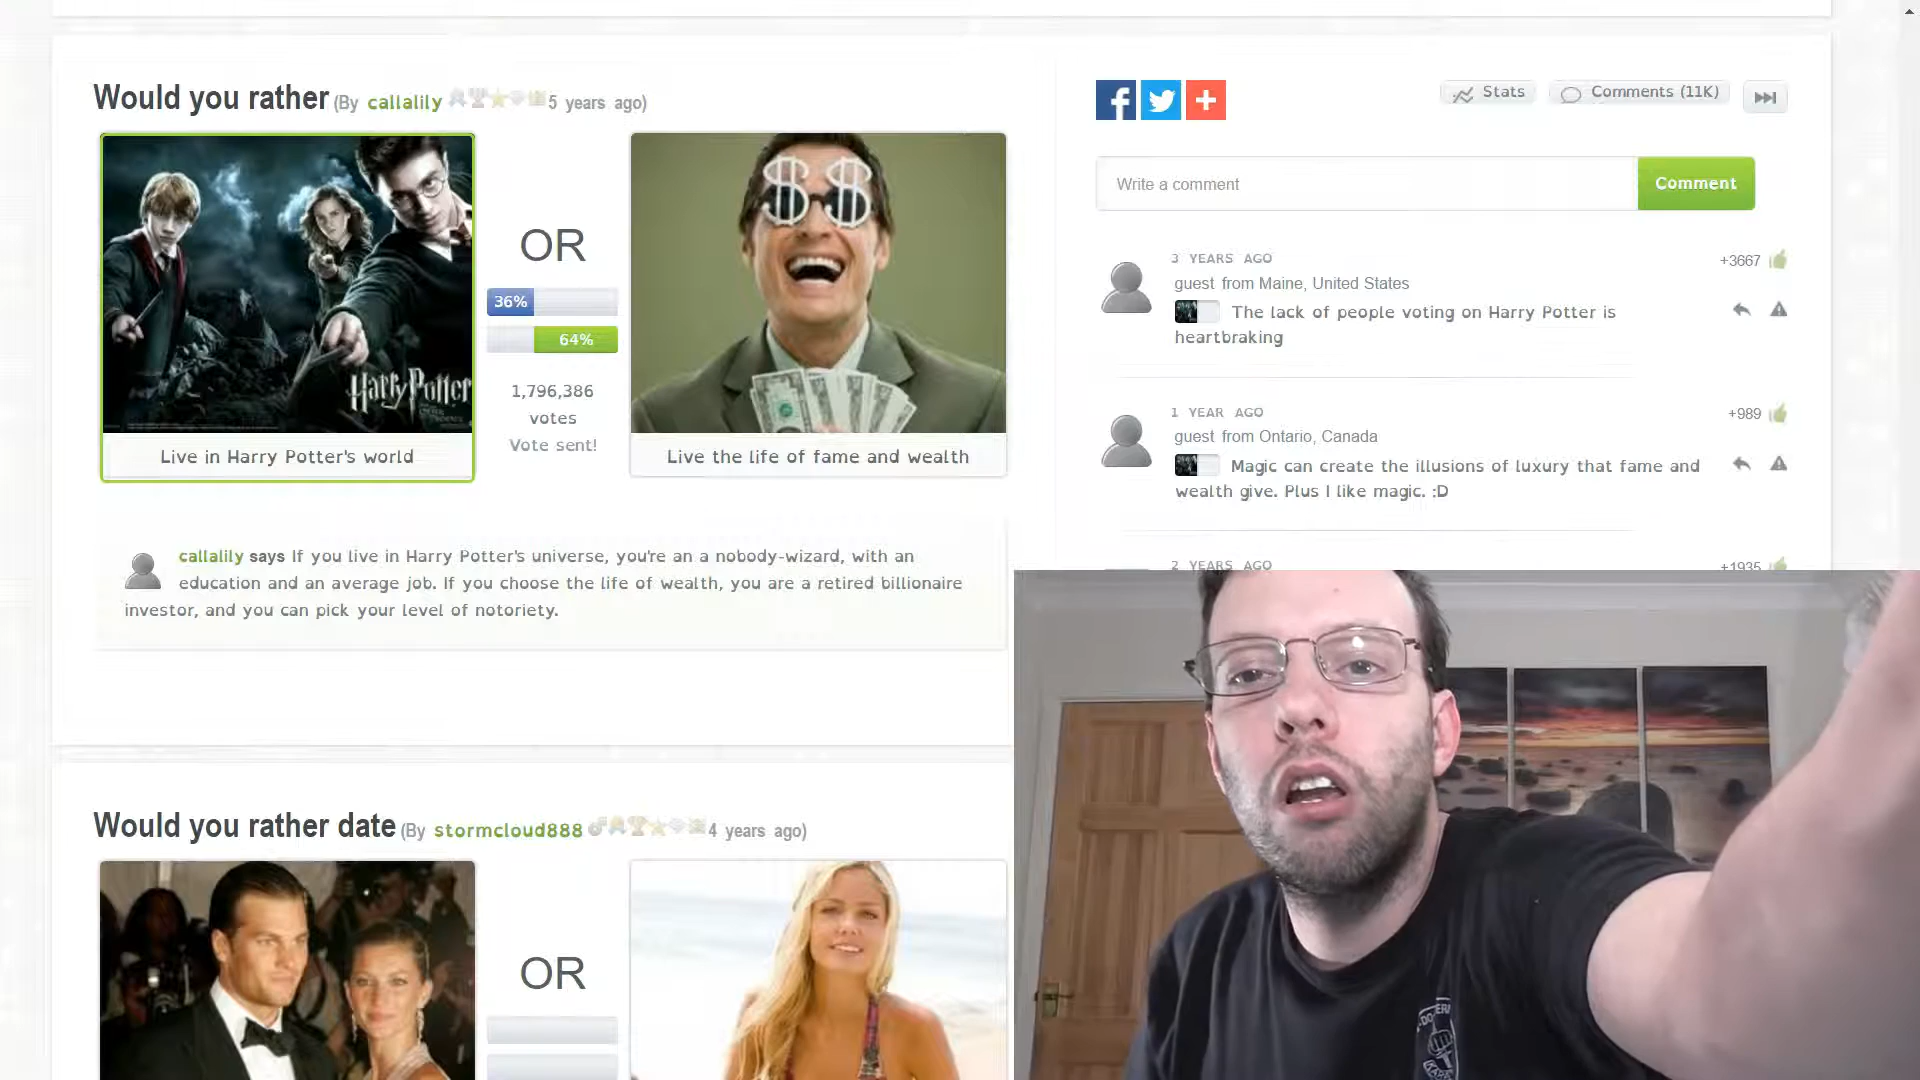 Would you rather (By callalily 5 years ago)
Harry Potter
Live in Harry Potter's world
OR
36%
64%
1,796,386
votes
Vote sent!
Live the life of fame and wealth
callalily says If you live in Harry Potter's universe, you're an a nobody-wizard, with an
education and an average job. If you choose the life of wealth, you are a retired billionaire
investor, and you can pick your level of notoriety.
Stats
Comments (11K)
Write a comment
Comment
3 YEARS AGO
+3667
guest from Maine, United States
The lack of people voting on Harry Potter is
heartbraking
1 YEAR AGO
+989
guest from Ontario, Canada
Magic can create the illusions of luxury that fame and
wealth give. Plus I like magic. :D
2 YEARS AGO
+1935
Would you rather date (By stormcloud888 4 years ago)
OR